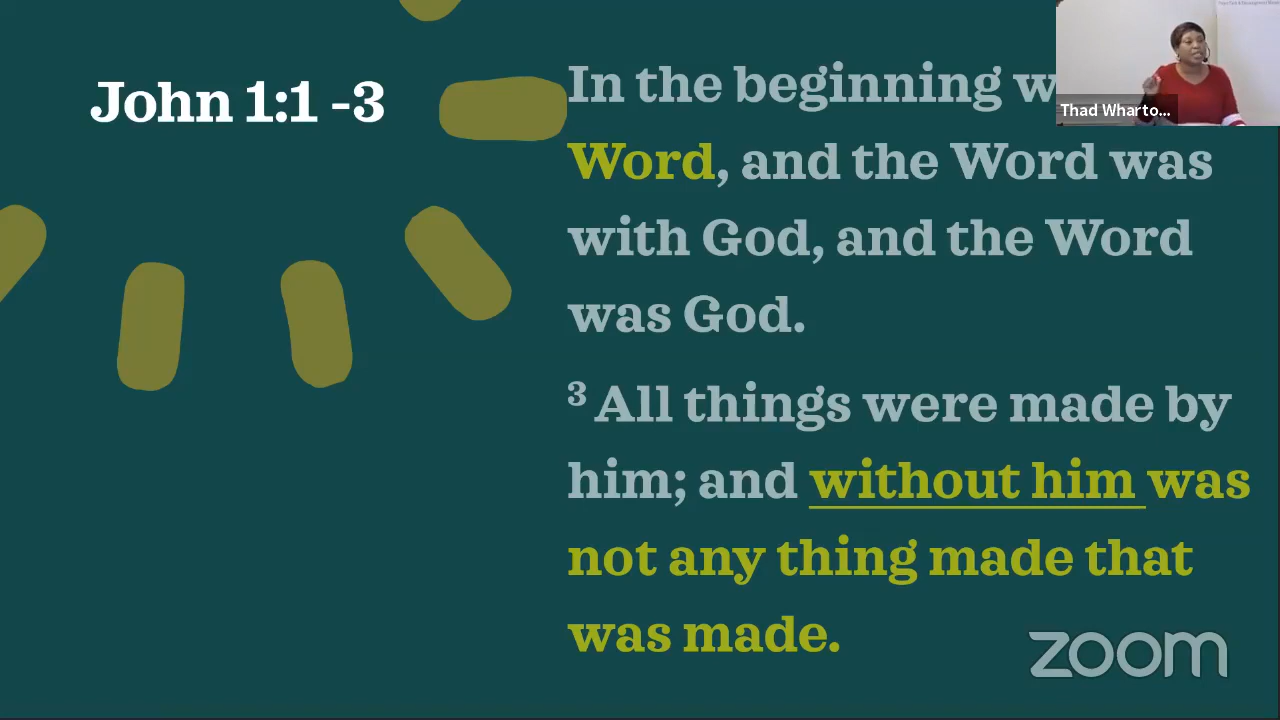 John 1:1 -3
In the beginning w
Word, and the Word was
with God, and the Word
was God.
3 All things were made by
him; and without him was
not any thing made that
was made.
Thad Wharto...
zoom